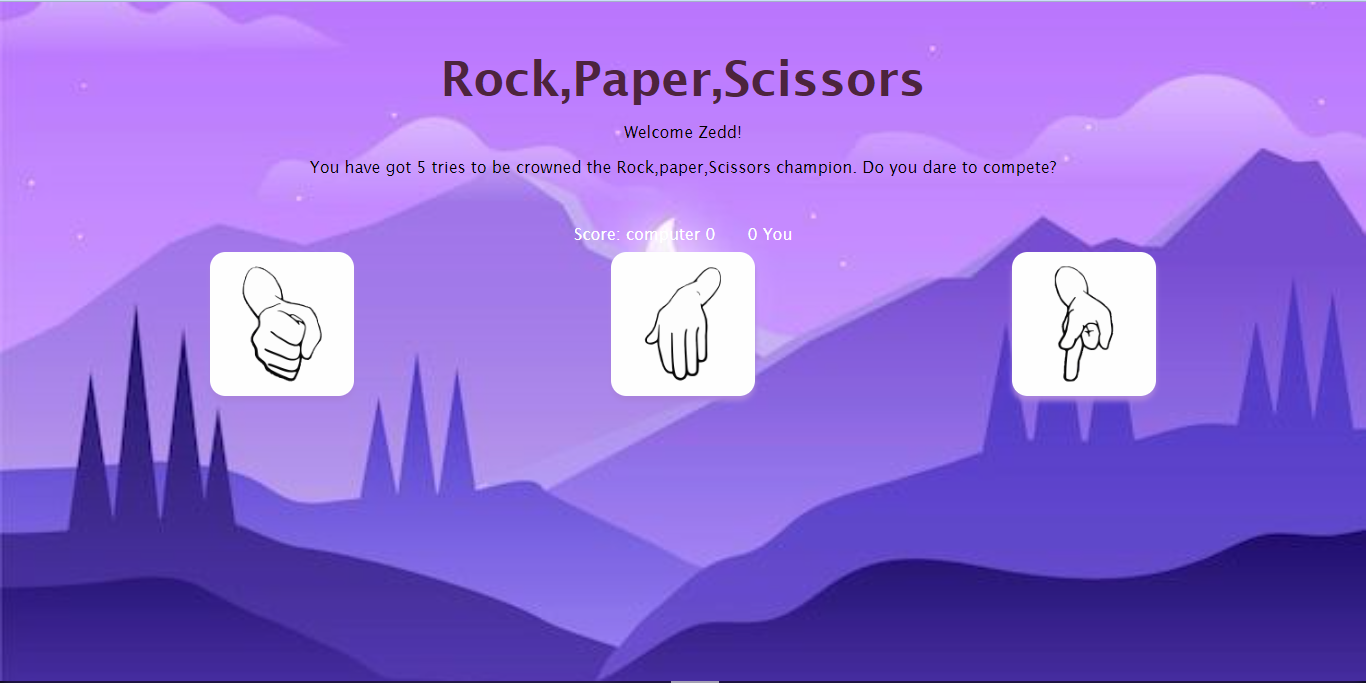 Rock,Paper,Scissors
Welcome Zedd!
You have got 5 tries to be crowned the Rock,paper,Scissors champion. Do you dare to compete?
Score: computer 0 0 You